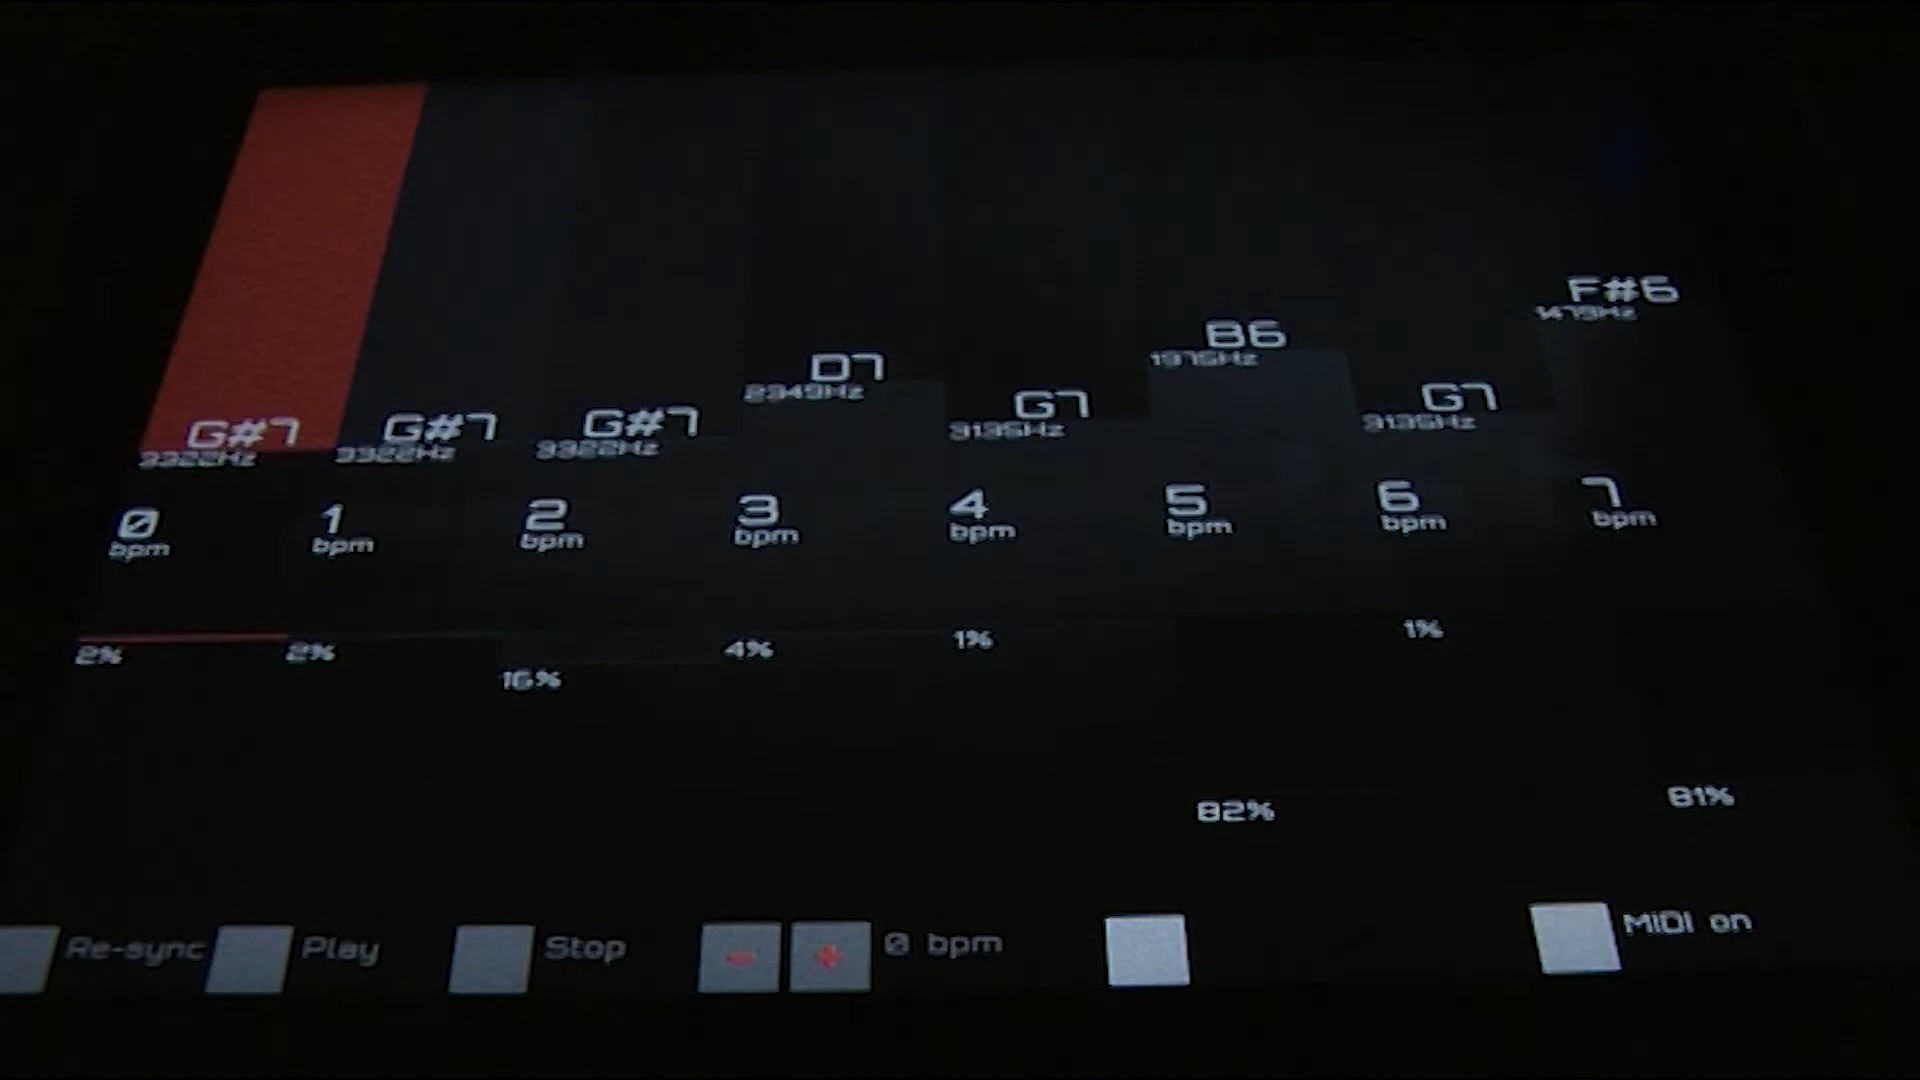 F#6
1479Hz
B6
1975Hz
D7
2349Hz
G7
3135Hz
G7
3135Hz
G#7
3322Hz
G#7
3322Hz
G#7
3322Hz
0 1 2 3 4 5 6 7
bpm bpm bpm bpm bpm bpm bpm bpm
2% 2% 16% 4% 1% 82% 1% 81%
Re-sync Play Stop - + 0 bpm MiDI on